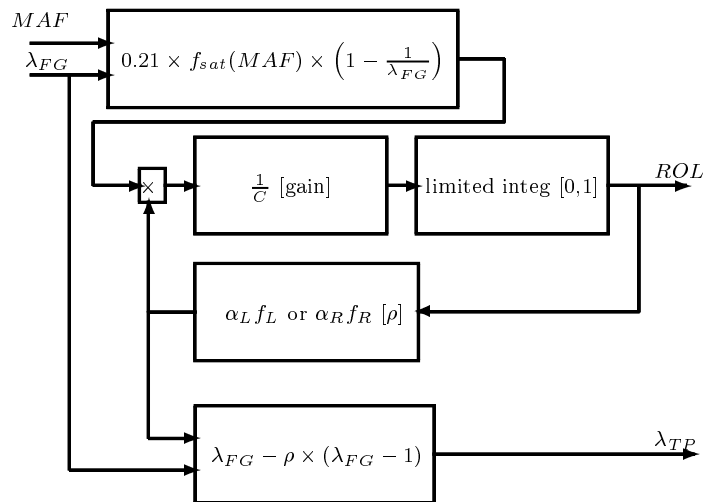 MAF
λ_FG
0.21 × f_sat(MAF) × (1 − 1/λ_FG)
×
1/C [gain]
limited integ [0,1]
ROL
α_L f_L or α_R f_R [ρ]
λ_FG − ρ × (λ_FG − 1)
λ_TP